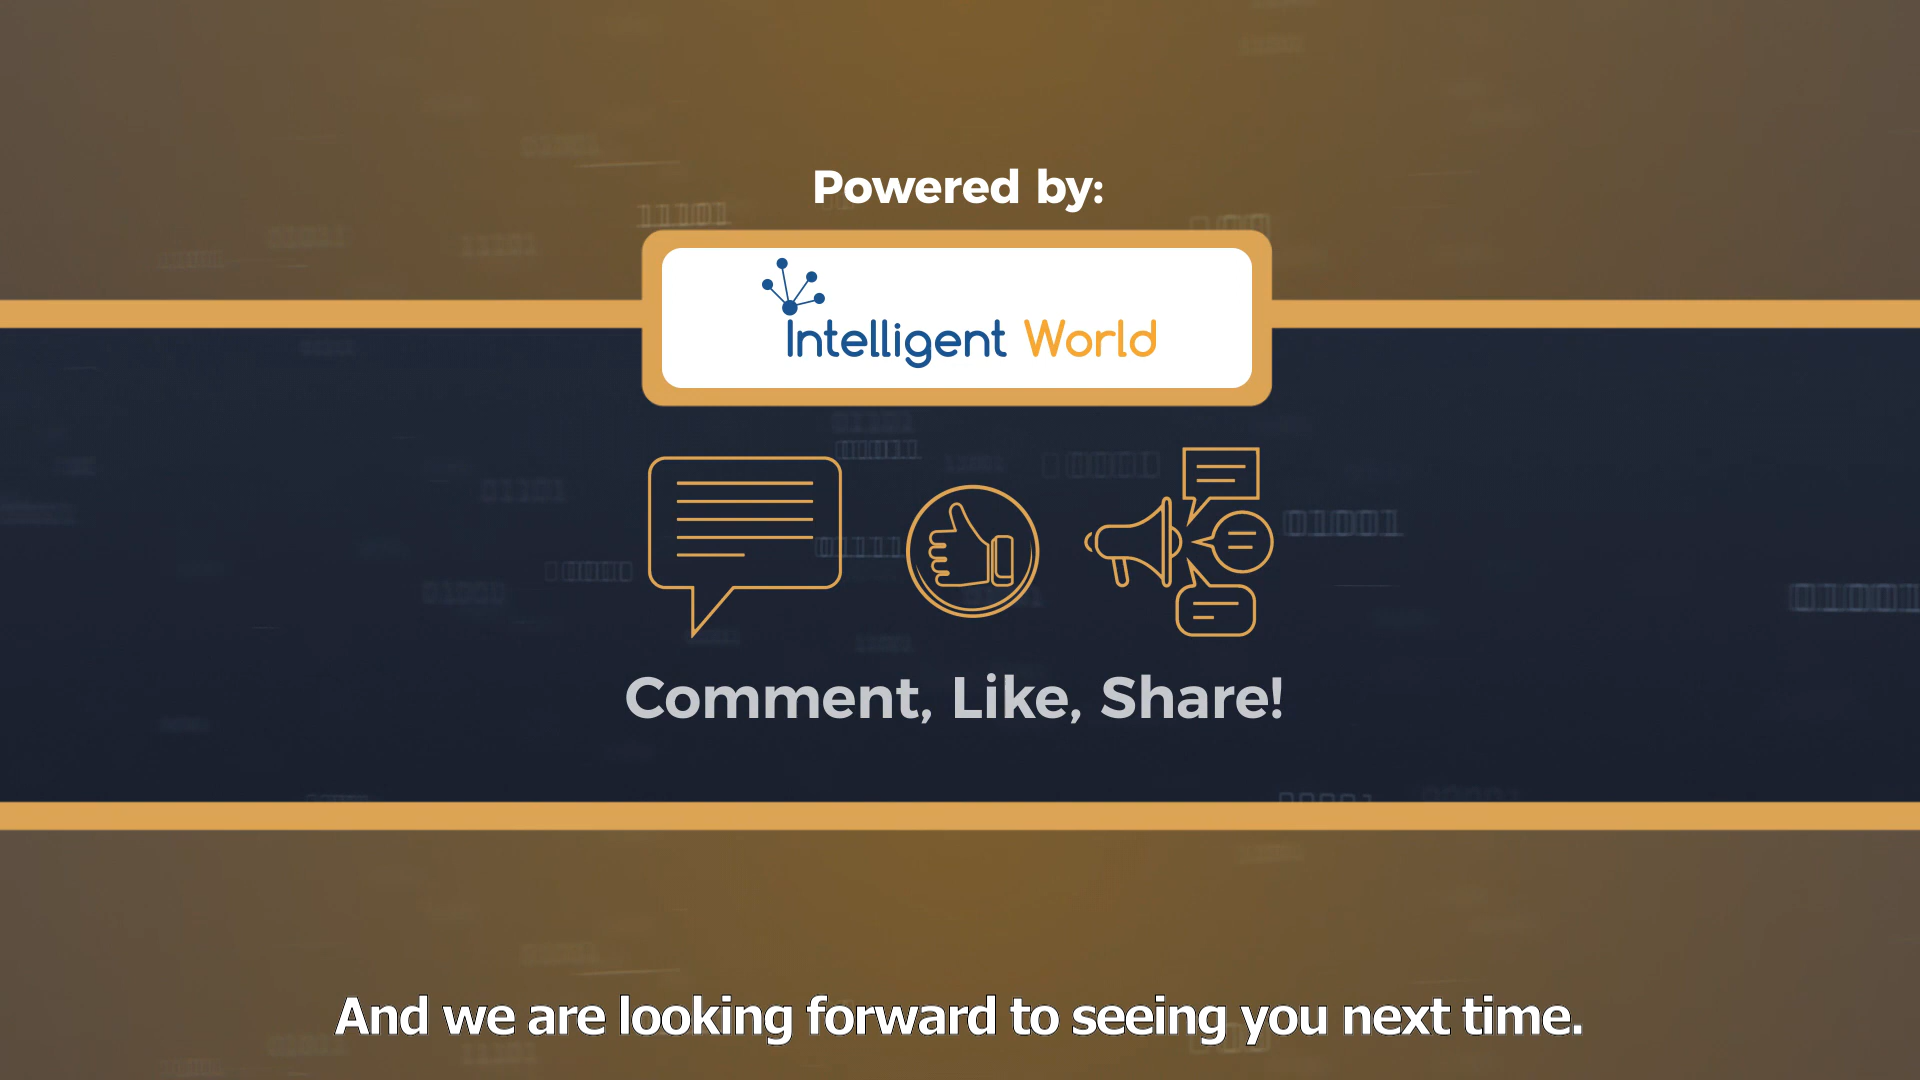 Powered by:
Intelligent World
Comment, Like, Share!
And we are looking forward to seeing you next time.